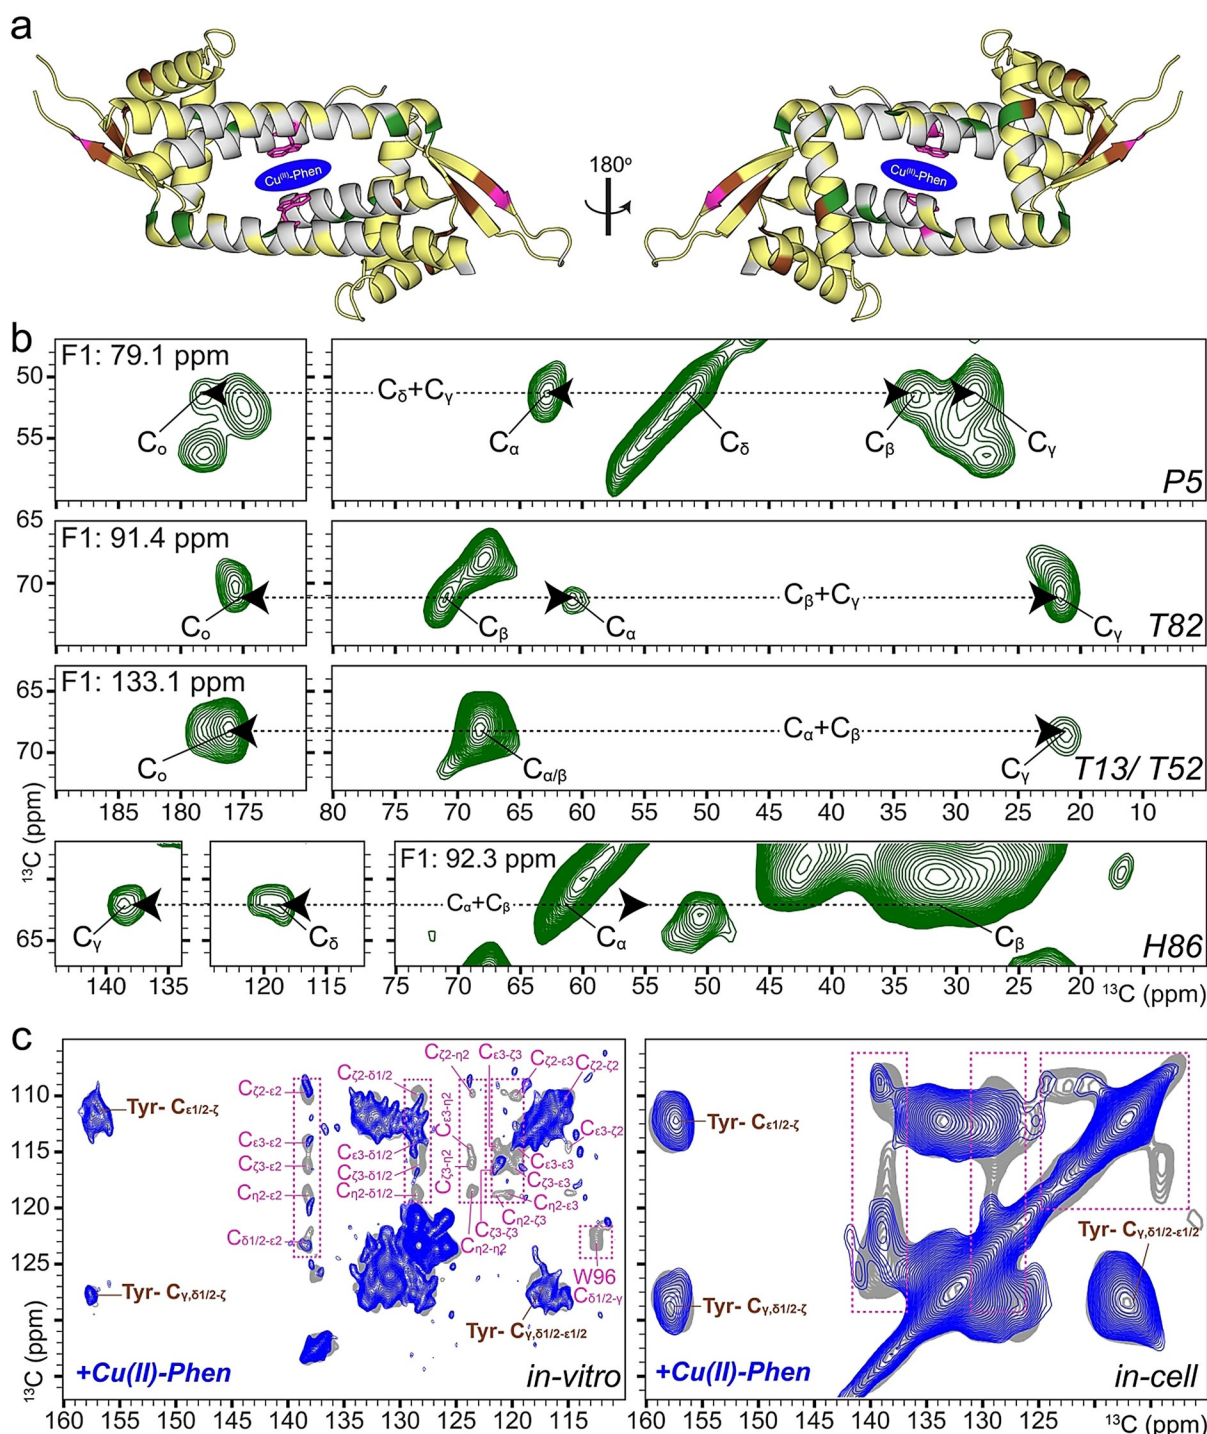 a
Cu(II)-Phen
180º
Cu(II)-Phen
b
F1: 79.1 ppm
Cδ+Cγ
Co
Cα
Cδ
Cβ
Cγ
P5
50
55
F1: 91.4 ppm
Cβ+Cγ
Co
Cβ
Cα
Cγ
T82
65
70
F1: 133.1 ppm
Cα+Cβ
Co
Cα/β
Cγ
T13/ T52
65
70
185 180 175 80 75 70 65 60 55 50 45 40 35 30 25 20 15 10
13C (ppm)
F1: 92.3 ppm
Cα+Cβ
Cγ
Cδ
Cα
Cβ
H86
65
140 120 115 75 70 65 60 55 50 45 40 35 30 25 20 13C (ppm)
c
Cζ2-η2
Cε3-ζ3
Cζ2-ε3
Cζ2-ζ2
Cζ2-ε2
Cζ2-δ1/2
Cζ3-η2
Tyr- Cε1/2-ζ
Cε3-ζ2
Cε3-ε2
Cε3-δ1/2
Cζ3-η2
Cε3-ε3
Cζ3-ε2
Cζ3-δ1/2
Cζ3-ε3
Cη2-ε2
Cη2-δ1/2
Cη2-ε3
Cη2-ζ3
Cζ3-ζ3
Cη2-η2
Cδ1/2-ε2
W96
Cδ1/2-γ
Tyr- Cγ,δ1/2-ζ
Tyr- Cγ,δ1/2-ε1/2
+Cu(II)-Phen
in-vitro
110
115
120
125
13C (ppm)
160 155 150 145 140 135 130 125 120 115
Tyr- Cε1/2-ζ
Tyr- Cγ,δ1/2-ε1/2
Tyr- Cγ,δ1/2-ζ
+Cu(II)-Phen
in-cell
160 155 150 145 140 135 130 125 13C (ppm)